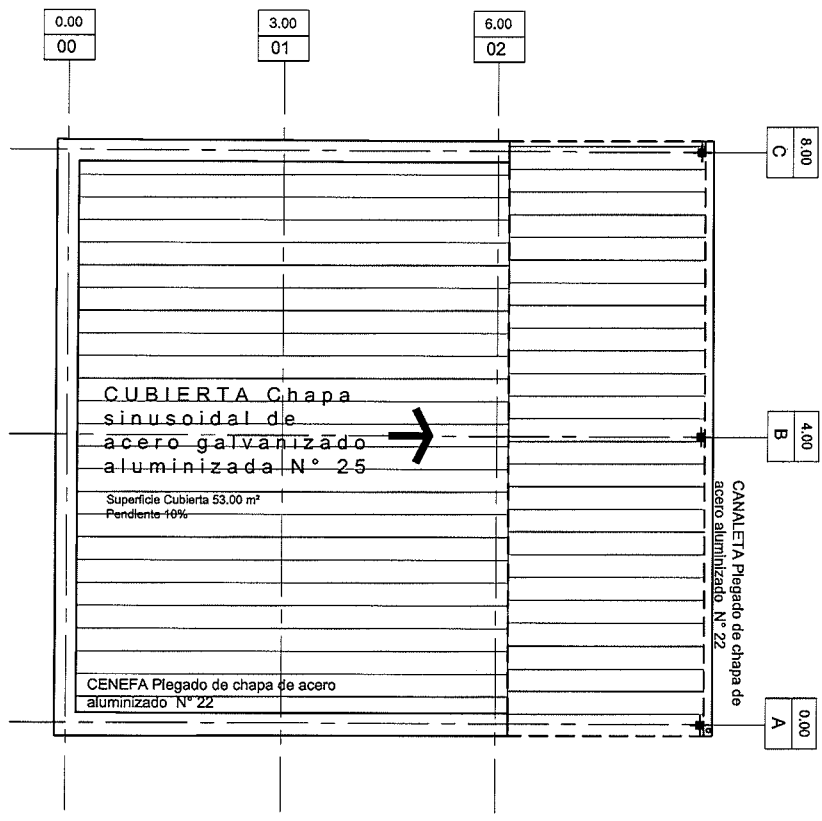 0.00
00
3.00
01
6.00
02
8.00
C
CUBIERTA Chapa
sinusoidal de
acero galvanizado
aluminizada N° 25
4.00
B
Superficie Cubierta 53.00 m²
Pendiente 10%
CANALETA Plegado de chapa de
acero aluminizado N° 22
CENEFA Plegado de chapa de acero
aluminizado N° 22
0.00
A